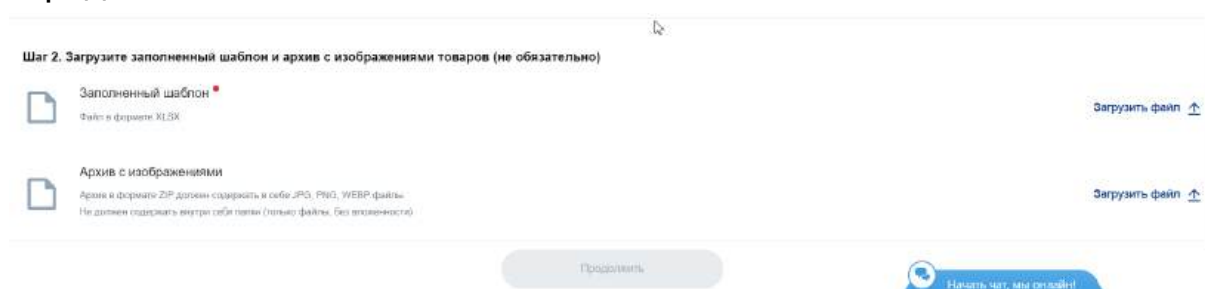 Шаг 2. Загрузите заполненный шаблон и архив с изображениями товаров (не обязательно)
Заполненный шаблон
Файл в формате XLSX
Загрузить файл
Архив с изображениями
Архив в формате ZIP должен содержать в себе JPG, PNG, WEBP файлы
Не должен содержать внутри себя папки (только файлы, без вложенности)
Загрузить файл
Продолжить
Начать чат, мы онлайн!